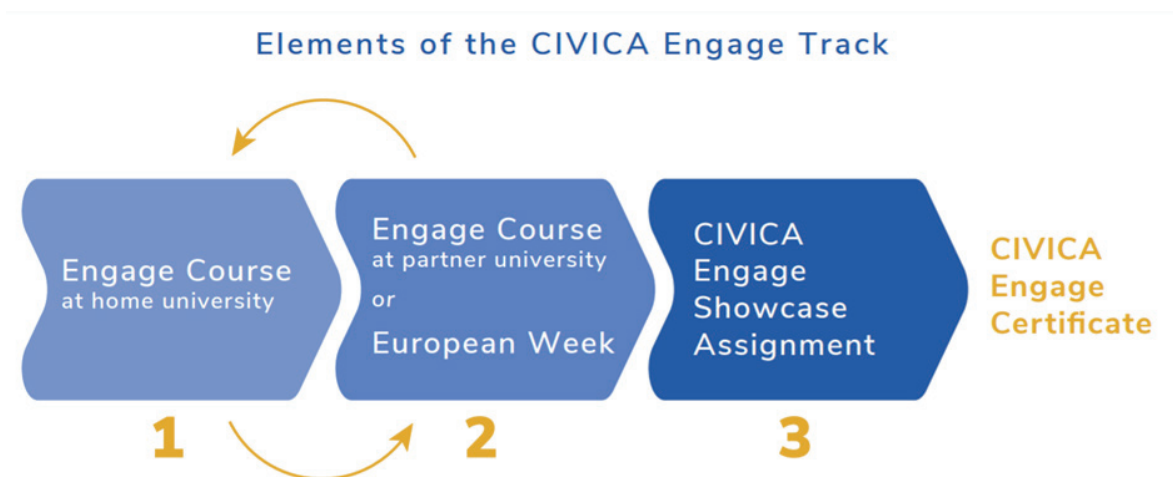 Elements of the CIVICA Engage Track
Engage Course
at home university
1
Engage Course
at partner university
or
European Week
2
CIVICA
Engage
Showcase
Assignment
3
CIVICA
Engage
Certificate